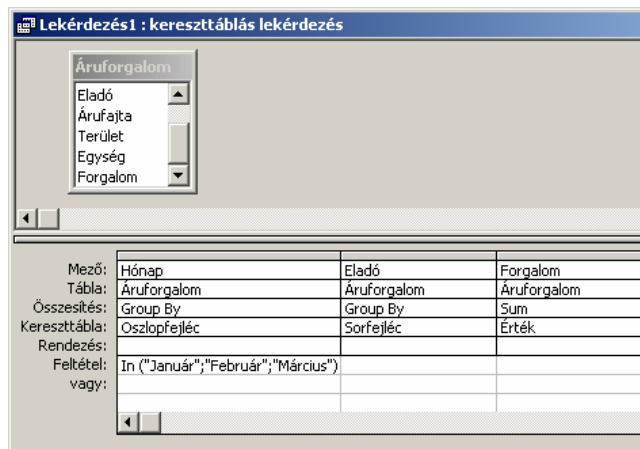 Lekérdezés1 : kereszttáblás lekérdezés
Áruforgalom
Eladó
Árufajta
Terület
Egység
Forgalom
Mező: Hónap Eladó Forgalom
Tábla: Áruforgalom Áruforgalom Áruforgalom
Összesítés: Group By Group By Sum
Kereszttábla: Oszlopfejléc Sorfejléc Érték
Rendezés:
Feltétel: In ("Január";"Február";"Március")
vagy: